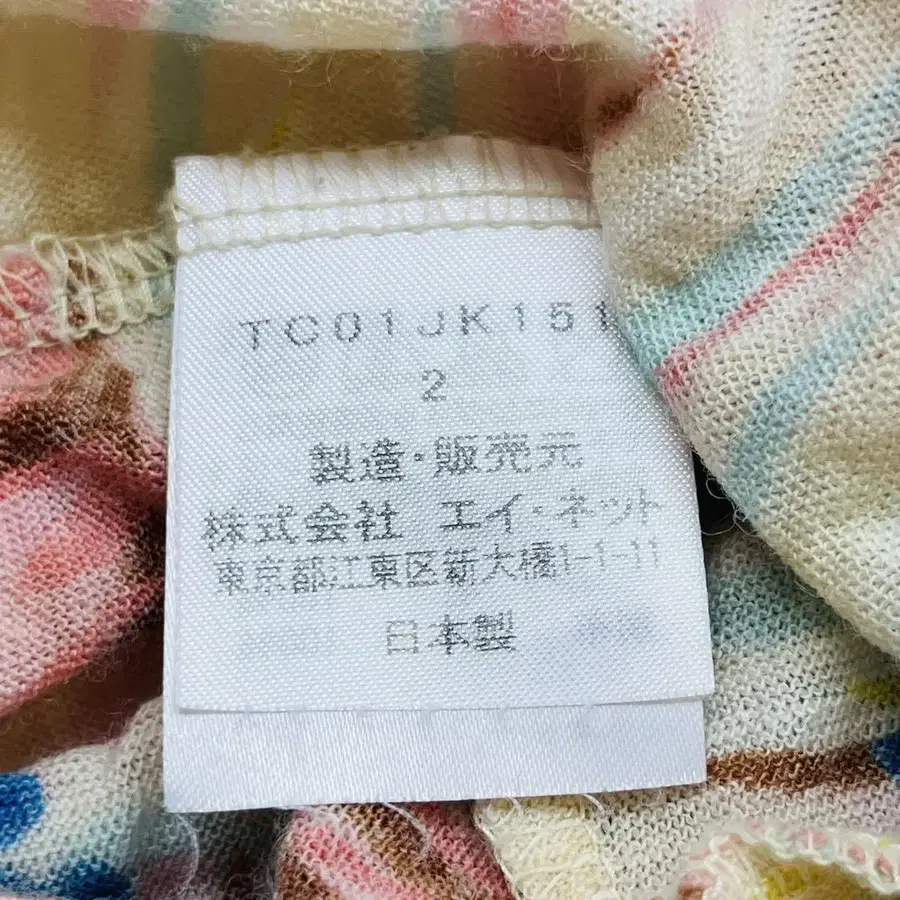 TC01JK151
2
製造・販売元
株式会社 エイ・ネット
東京都江東区新大橋1-1-11
日本製